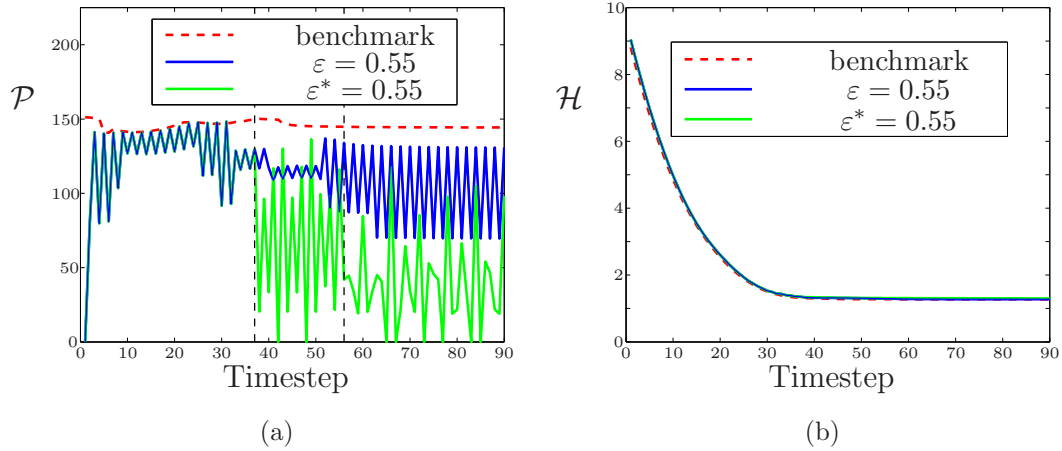 𝒫
200
150
100
50
0
benchmark
ε = 0.55
ε* = 0.55
0 10 20 30 40 50 60 70 80 90
Timestep
(a)
ℋ
10
8
6
4
2
0
benchmark
ε = 0.55
ε* = 0.55
0 10 20 30 40 50 60 70 80 90
Timestep
(b)